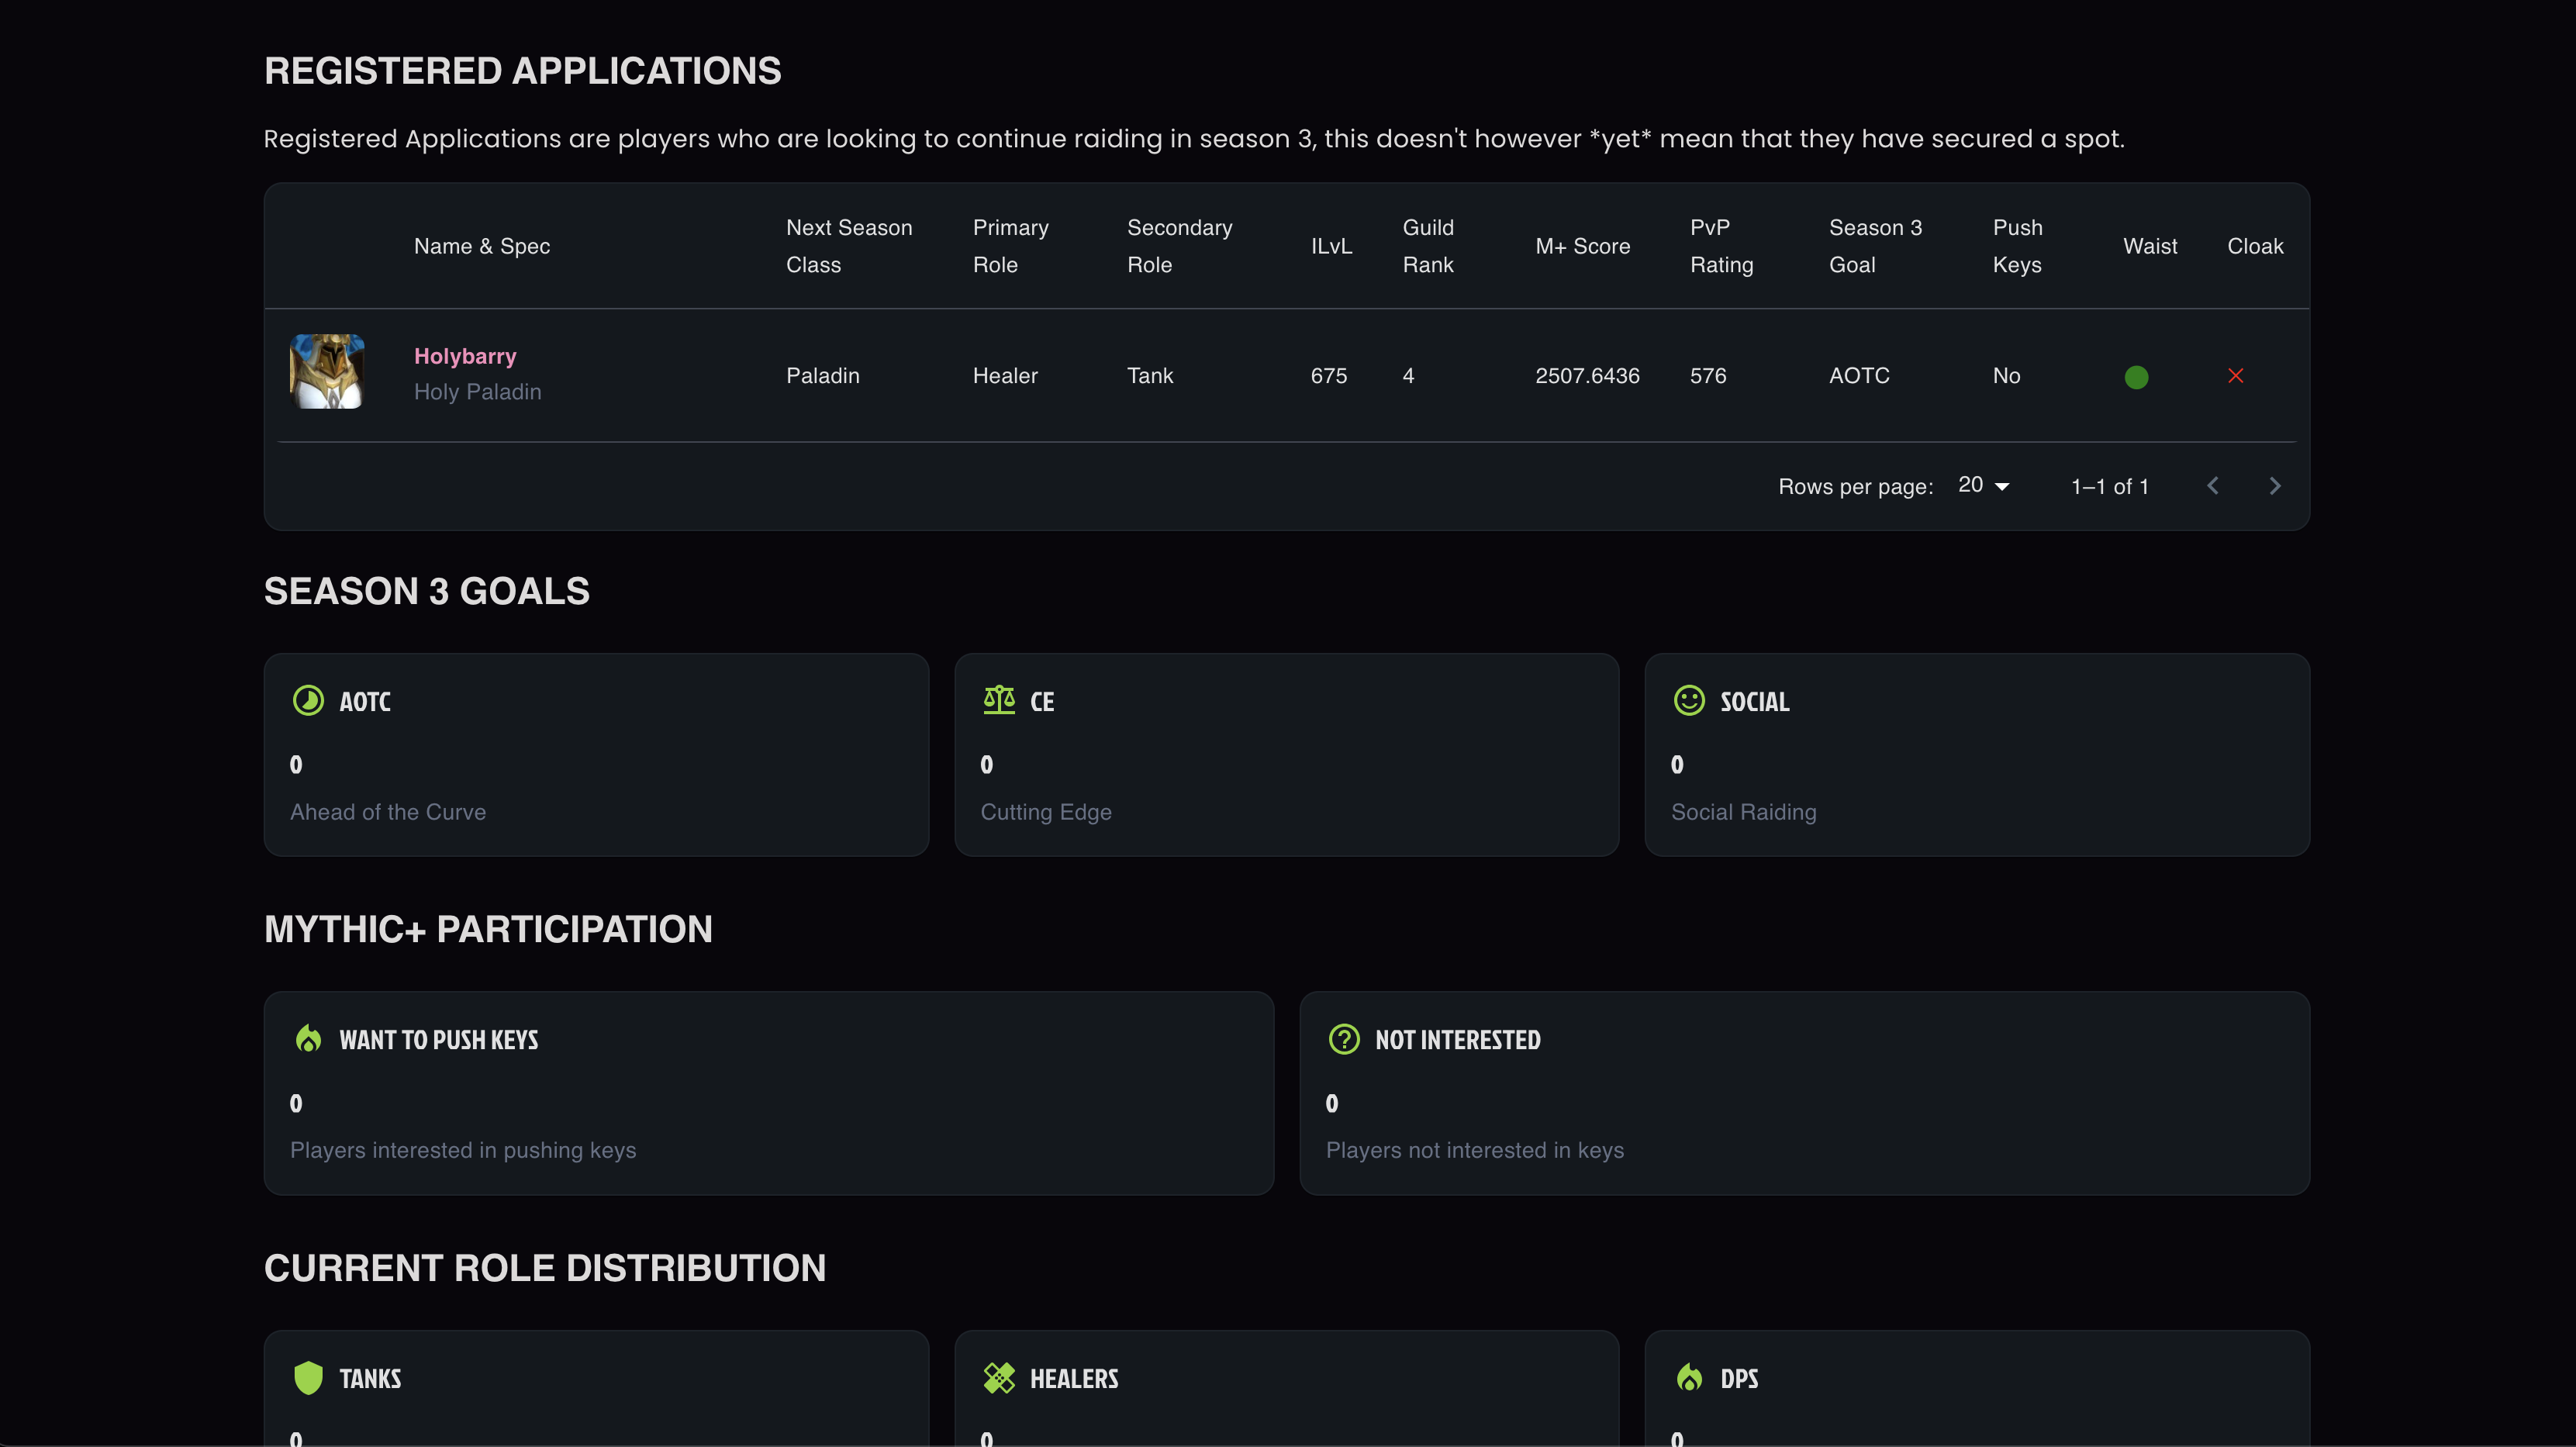 REGISTERED APPLICATIONS
Registered Applications are players who are looking to continue raiding in season 3, this doesn't however *yet* mean that they have secured a spot.
Name & Spec
Next Season Class
Primary Role
Secondary Role
ILvL
Guild Rank
M+ Score
PvP Rating
Season 3 Goal
Push Keys
Waist
Cloak
Holybarry
Holy Paladin
Paladin
Healer
Tank
675
4
2507.6436
576
AOTC
No
Rows per page: 20 1–1 of 1
SEASON 3 GOALS
AOTC
0
Ahead of the Curve
CE
0
Cutting Edge
SOCIAL
0
Social Raiding
MYTHIC+ PARTICIPATION
WANT TO PUSH KEYS
0
Players interested in pushing keys
NOT INTERESTED
0
Players not interested in keys
CURRENT ROLE DISTRIBUTION
TANKS
0
HEALERS
0
DPS
0